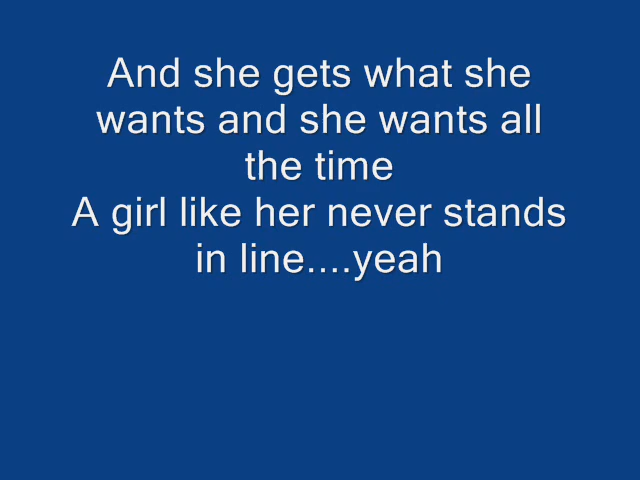 And she gets what she
wants and she wants all
the time
A girl like her never stands
in line....yeah